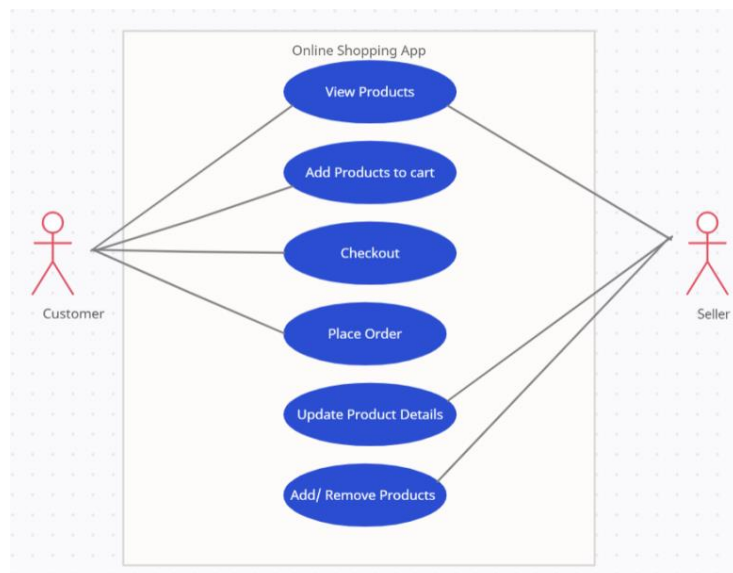 Online Shopping App
View Products
Add Products to cart
Checkout
Customer
Seller
Place Order
Update Product Details
Add/ Remove Products